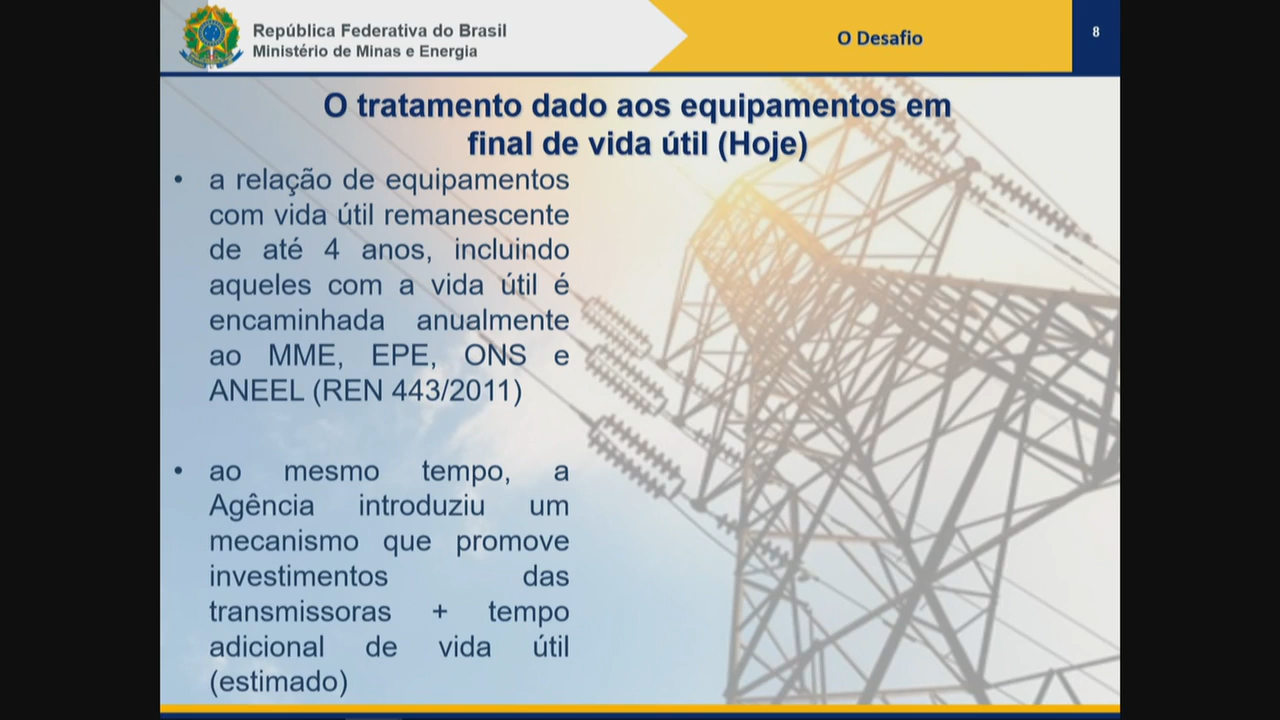 República Federativa do Brasil
Ministério de Minas e Energia
O Desafio
8
O tratamento dado aos equipamentos em
final de vida útil (Hoje)
• a relação de equipamentos
com vida útil remanescente
de até 4 anos, incluindo
aqueles com a vida útil é
encaminhada anualmente
ao MME, EPE, ONS e
ANEEL (REN 443/2011)
• ao mesmo tempo, a
Agência introduziu um
mecanismo que promove
investimentos das
transmissoras + tempo
adicional de vida útil
(estimado)